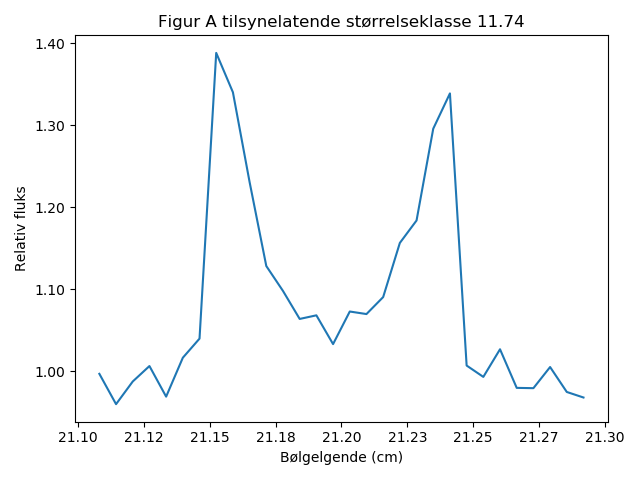 Figur A tilsynelatende størrelseklasse 11.74
1.40
1.30
1.20
1.10
1.00
Relativ fluks
21.10 21.12 21.15 21.18 21.20 21.23 21.25 21.27 21.30
Bølgelgende (cm)